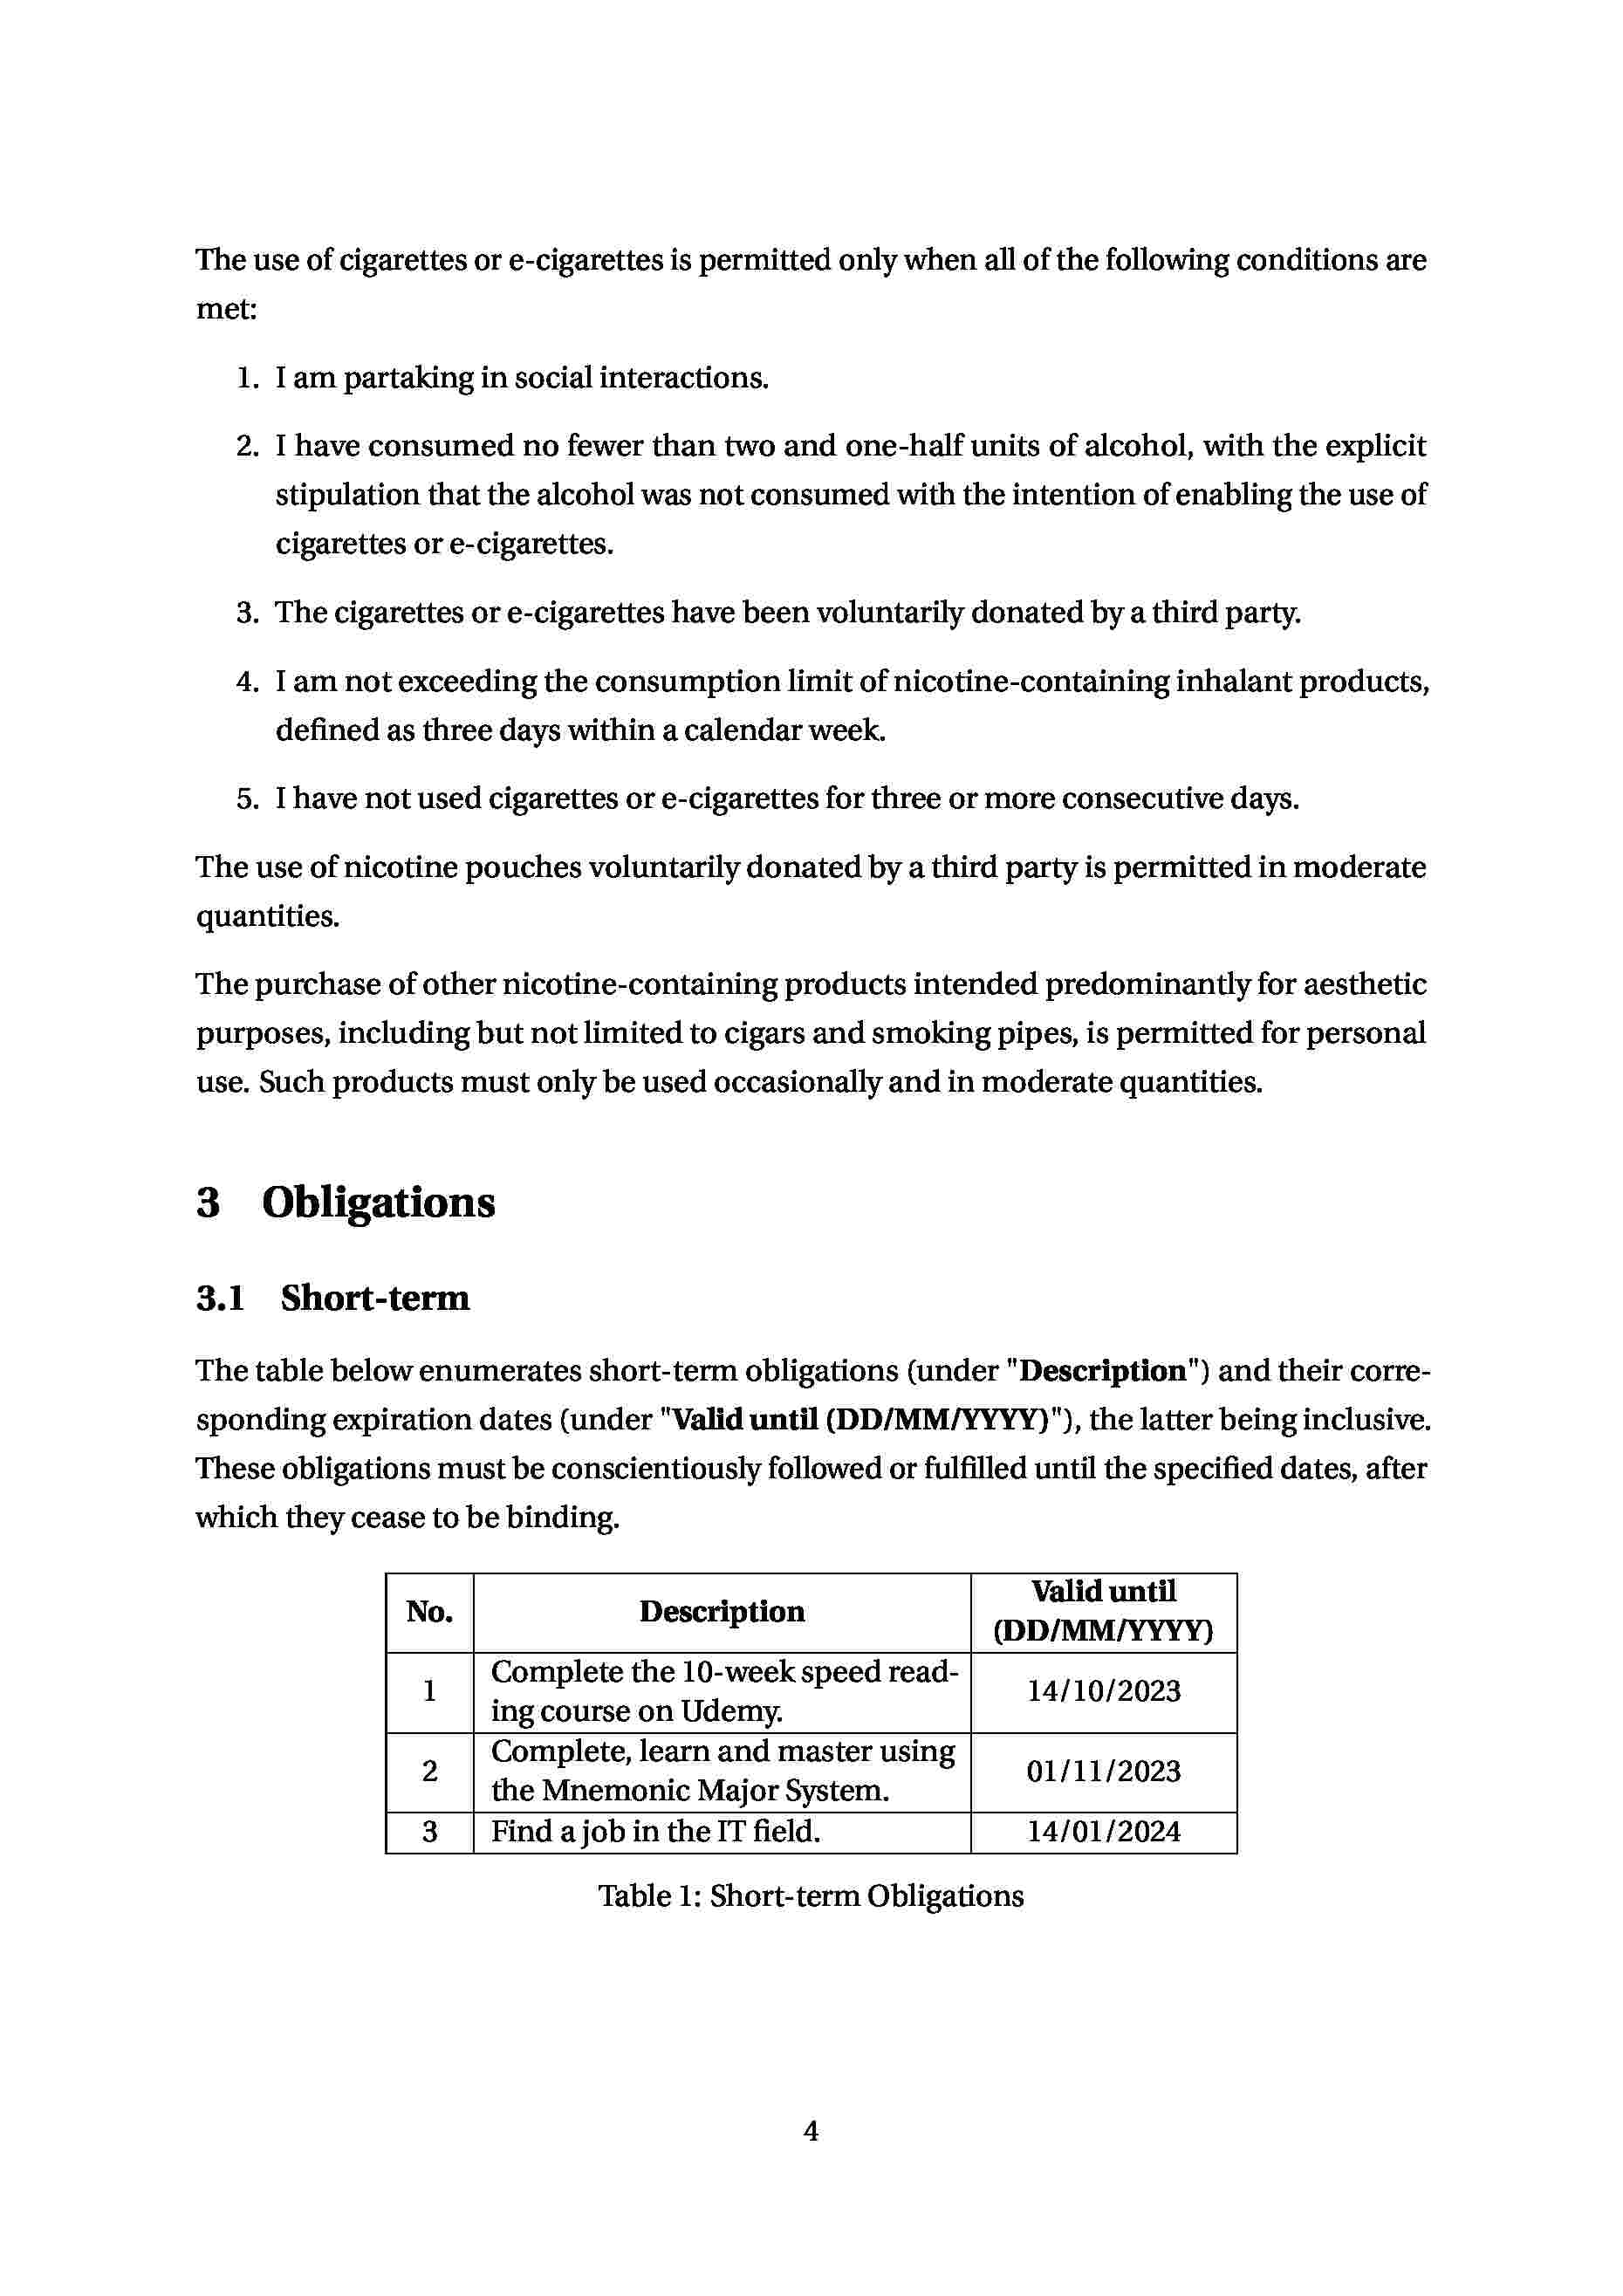 The use of cigarettes or e-cigarettes is permitted only when all of the following conditions are
met:
1. I am partaking in social interactions.
2. I have consumed no fewer than two and one-half units of alcohol, with the explicit
stipulation that the alcohol was not consumed with the intention of enabling the use of
cigarettes or e-cigarettes.
3. The cigarettes or e-cigarettes have been voluntarily donated by a third party.
4. I am not exceeding the consumption limit of nicotine-containing inhalant products,
defined as three days within a calendar week.
5. I have not used cigarettes or e-cigarettes for three or more consecutive days.
The use of nicotine pouches voluntarily donated by a third party is permitted in moderate
quantities.
The purchase of other nicotine-containing products intended predominantly for aesthetic
purposes, including but not limited to cigars and smoking pipes, is permitted for personal
use. Such products must only be used occasionally and in moderate quantities.
3 Obligations
3.1 Short-term
The table below enumerates short-term obligations (under "Description") and their corre-
sponding expiration dates (under "Valid until (DD/MM/YYYY)"), the latter being inclusive.
These obligations must be conscientiously followed or fulfilled until the specified dates, after
which they cease to be binding.
No. Description Valid until
(DD/MM/YYYY)
1 Complete the 10-week speed read-
ing course on Udemy. 14/10/2023
2 Complete, learn and master using
the Mnemonic Major System. 01/11/2023
3 Find a job in the IT field. 14/01/2024
Table 1: Short-term Obligations
4